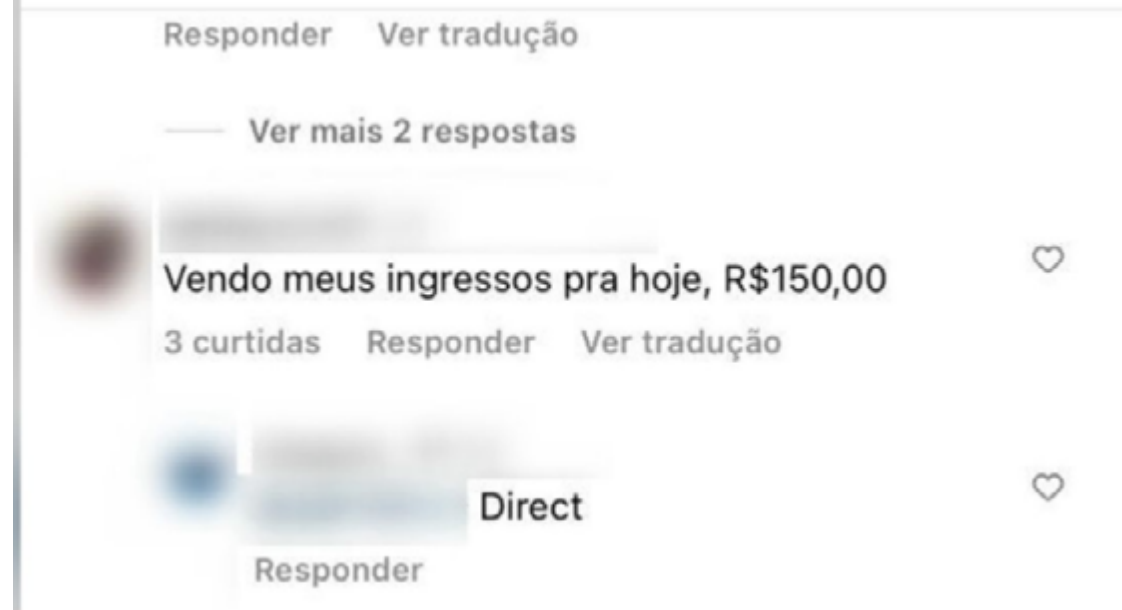 Responder Ver tradução
Ver mais 2 respostas
Vendo meus ingressos pra hoje, R$150,00
3 curtidas Responder Ver tradução
Direct
Responder